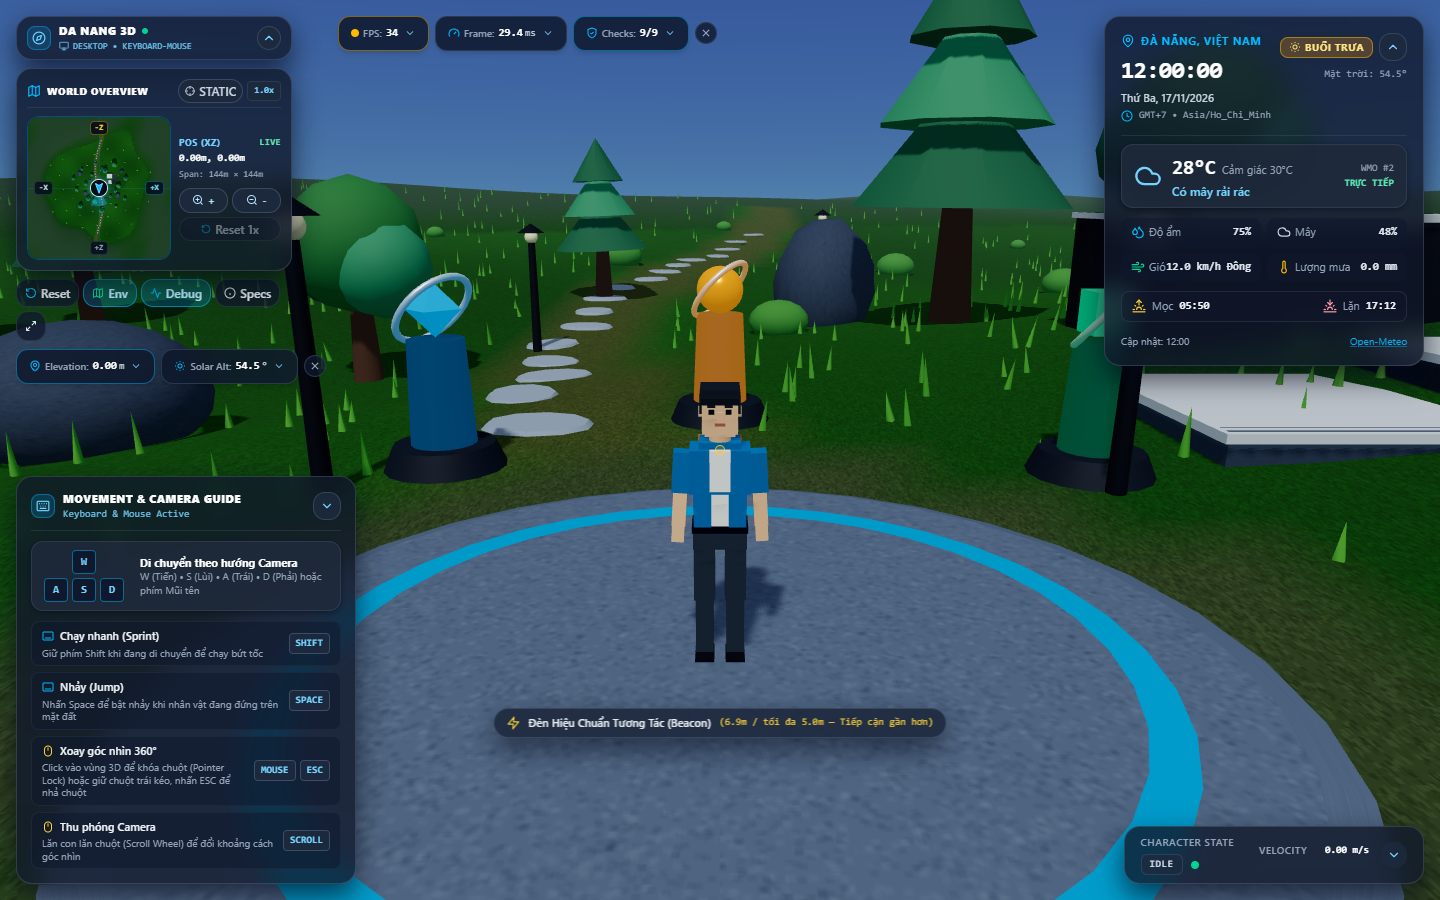 DA NANG 3D
DESKTOP • KEYBOARD-MOUSE
FPS: 34
Frame: 29.4 ms
Checks: 9/9
WORLD OVERVIEW
STATIC
1.0x
-Z
-X
+X
+Z
POS (XZ)
LIVE
0.00m, 0.00m
Span: 144m × 144m
+
-
Reset 1x
Reset
Env
Debug
Specs
Elevation: 0.00 m
Solar Alt: 54.5 °
ĐÀ NẴNG, VIỆT NAM
BUỔI TRƯA
12:00:00
Mặt trời: 54.5°
Thứ Ba, 17/11/2026
GMT+7 • Asia/Ho_Chi_Minh
28°C Cảm giác 30°C
WMO #2
Có mây rải rác
TRỰC TIẾP
Độ ẩm 75%
Mây 48%
Gió 12.0 km/h Đông
Lượng mưa 0.0 mm
Mọc 05:50
Lặn 17:12
Cập nhật: 12:00
Open-Meteo
MOVEMENT & CAMERA GUIDE
Keyboard & Mouse Active
W
A S D
Di chuyển theo hướng Camera
W (Tiến) • S (Lùi) • A (Trái) • D (Phải) hoặc
phím Mũi tên
Chạy nhanh (Sprint)
Giữ phím Shift khi đang di chuyển để chạy bứt tốc
SHIFT
Nhảy (Jump)
Nhấn Space để bật nhảy khi nhân vật đang đứng trên
mặt đất
SPACE
Xoay góc nhìn 360°
Click vào vùng 3D để khóa chuột (Pointer
Lock) hoặc giữ chuột trái kéo, nhấn ESC để
nhả chuột
MOUSE
ESC
Thu phóng Camera
Lăn con lăn chuột (Scroll Wheel) để đổi khoảng cách
góc nhìn
SCROLL
Đèn Hiệu Chuẩn Tương Tác (Beacon) (6.9m / tối đa 5.0m — Tiếp cận gần hơn)
CHARACTER STATE
IDLE
VELOCITY
0.00 m/s